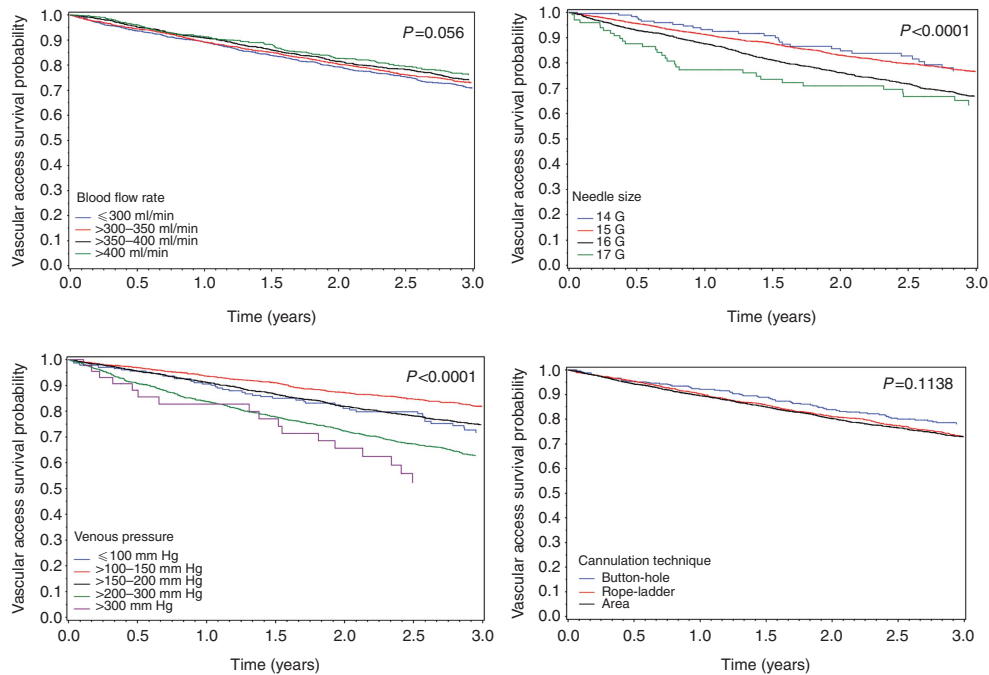 Vascular access survival probability
1.0
0.9
0.8
0.7
0.6
0.5
0.4
0.3
0.2
0.1
0.0
P=0.056
Blood flow rate
⩽300 ml/min
>300–350 ml/min
>350–400 ml/min
>400 ml/min
0.0 0.5 1.0 1.5 2.0 2.5 3.0
Time (years)
Vascular access survival probability
1.0
0.9
0.8
0.7
0.6
0.5
0.4
0.3
0.2
0.1
0.0
P<0.0001
Needle size
14 G
15 G
16 G
17 G
0.0 0.5 1.0 1.5 2.0 2.5 3.0
Time (years)
Vascular access survival probability
1.0
0.9
0.8
0.7
0.6
0.5
0.4
0.3
0.2
0.1
0.0
P<0.0001
Venous pressure
⩽100 mm Hg
>100–150 mm Hg
>150–200 mm Hg
>200–300 mm Hg
>300 mm Hg
0.0 0.5 1.0 1.5 2.0 2.5 3.0
Time (years)
Vascular access survival probability
1.0
0.9
0.8
0.7
0.6
0.5
0.4
0.3
0.2
0.1
0.0
P=0.1138
Cannulation technique
Button-hole
Rope-ladder
Area
0.0 0.5 1.0 1.5 2.0 2.5 3.0
Time (years)